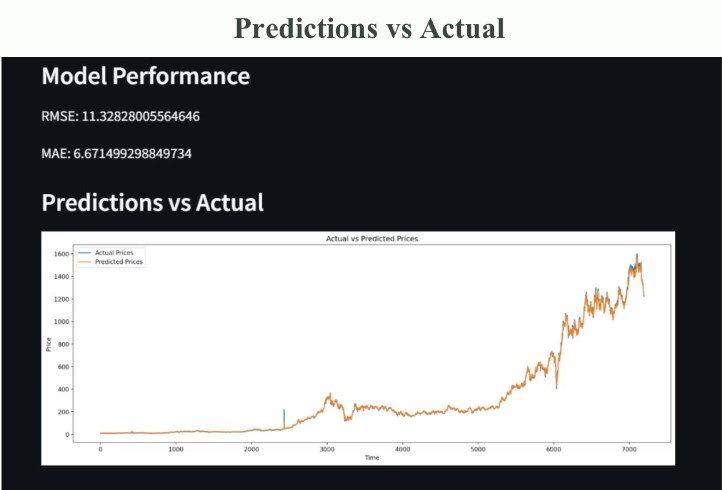 Predictions vs Actual
Model Performance
RMSE: 11.32828005564646
MAE: 6.671499298849734
Predictions vs Actual
Actual vs Predicted Prices
Actual Prices
Predicted Prices
1600
1400
1200
1000
800
600
400
200
0
Price
0 1000 2000 3000 4000 5000 6000 7000
Time